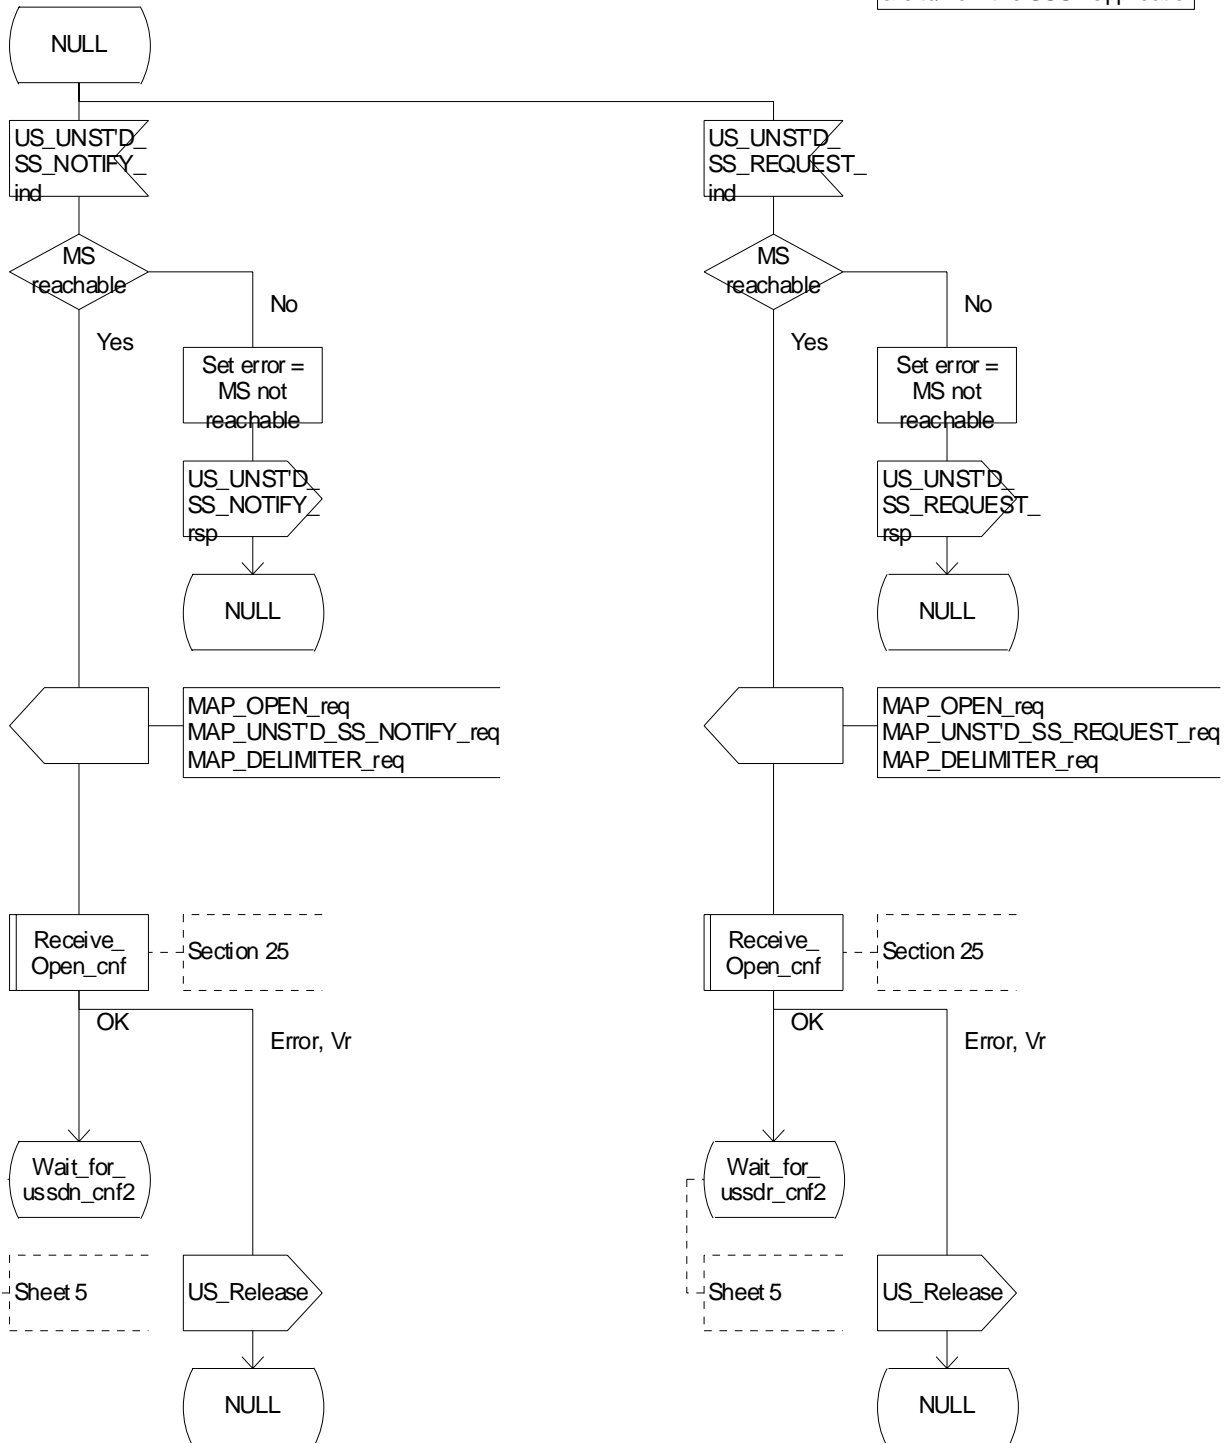 NULL
US_UNST'D_
SS_NOTIFY_
ind
US_UNST'D_
SS_REQUEST_
ind
MS
reachable
No
Yes
MS
reachable
No
Yes
Set error =
MS not
reachable
Set error =
MS not
reachable
US_UNST'D_
SS_NOTIFY_
rsp
US_UNST'D_
SS_REQUEST_
rsp
NULL
NULL
MAP_OPEN_req
MAP_UNST'D_SS_NOTIFY_req
MAP_DELIMITER_req
MAP_OPEN_req
MAP_UNST'D_SS_REQUEST_req
MAP_DELIMITER_req
Receive_
Open_cnf
Section 25
Receive_
Open_cnf
Section 25
OK
Error, Vr
OK
Error, Vr
Wait_for_
ussdn_cnf2
Wait_for_
ussdr_cnf2
Sheet 5
US_Release
Sheet 5
US_Release
NULL
NULL